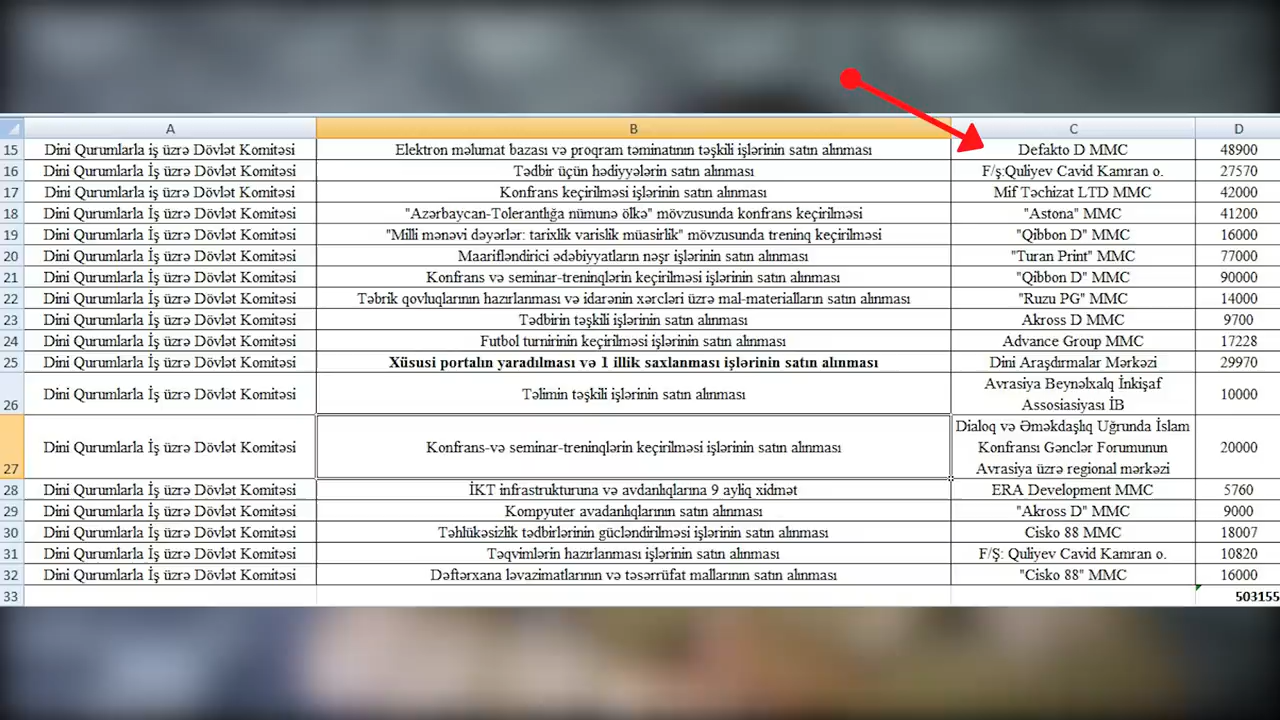 A B C D
15 Dini Qurumlarla iş üzrə Dövlət Komitəsi Elektron məlumat bazası və proqram təminatının təşkili işlərinin satın alınması Defakto D MMC 48900
16 Dini Qurumlarla İş üzrə Dövlət Komitəsi Tədbir üçün hədiyyələrin satın alınması F/ş:Quliyev Cavid Kamran o. 27570
17 Dini Qurumlarla iş üzrə Dövlət Komitəsi Konfrans keçirilməsi işlərinin satın alınması Mif Təchizat LTD MMC 42000
18 Dini Qurumlarla İş üzrə Dövlət Komitəsi "Azərbaycan-Tolerantlığa nümunə ölkə" mövzusunda konfrans keçirilməsi "Astona" MMC 41200
19 Dini Qurumlarla İş üzrə Dövlət Komitəsi "Milli mənəvi dəyərlər: tarixlik varislik müasirlik" mövzusunda treninq keçirilməsi "Qibbon D" MMC 16000
20 Dini Qurumlarla İş üzrə Dövlət Komitəsi Maarifləndirici ədəbiyyatların nəşr işlərinin satın alınması "Turan Print" MMC 77000
21 Dini Qurumlarla İş üzrə Dövlət Komitəsi Konfrans və seminar-treninqlərin keçirilməsi işlərinin satın alınması "Qibbon D" MMC 90000
22 Dini Qurumlarla İş üzrə Dövlət Komitəsi Təbrik qovluqlarının hazırlanması və idarənin xərcləri üzrə mal-materialların satın alınması "Ruzu PG" MMC 14000
23 Dini Qurumlarla İş üzrə Dövlət Komitəsi Tədbirin təşkili işlərinin satın alınması Akross D MMC 9700
24 Dini Qurumlarla İş üzrə Dövlət Komitəsi Futbol turnirinin keçirilməsi işlərinin satın alınması Advance Group MMC 17228
25 Dini Qurumlarla İş üzrə Dövlət Komitəsi Xüsusi portalın yaradılması və 1 illik saxlanması işlərinin satın alınması Dini Araşdırmalar Mərkəzi 29970
26 Dini Qurumlarla İş üzrə Dövlət Komitəsi Təlimin təşkili işlərinin satın alınması Avrasiya Beynəlxalq İnkişaf 10000
Assosiasiyası İB
27 Dini Qurumlarla İş üzrə Dövlət Komitəsi Konfrans-və seminar-treninqlərin keçirilməsi işlərinin satın alınması Dialoq və Əməkdaşlıq Uğrunda İslam 20000
Konfransı Gənclər Forumunun
Avrasiya üzrə regional mərkəzi
28 Dini Qurumlarla İş üzrə Dövlət Komitəsi İKT infrastrukturuna və avdanlıqlarına 9 ayliq xidmət ERA Development MMC 5760
29 Dini Qurumlarla İş üzrə Dövlət Komitəsi Kompyuter avadanlıqlarının satın alınması "Akross D" MMC 9000
30 Dini Qurumlarla İş üzrə Dövlət Komitəsi Təhlükəsizlik tədbirlərinin gücləndirilməsi işlərinin satın alınması Cisko 88 MMC 18007
31 Dini Qurumlarla İş üzrə Dövlət Komitəsi Təqvimlərin hazırlanması işlərinin satın alınması F/Ş: Quliyev Cavid Kamran o. 10820
32 Dini Qurumlarla İş üzrə Dövlət Komitəsi Dəftərxana ləvazimatlarının və təsərrüfat mallarının satın alınması "Cisko 88" MMC 16000
33 503155